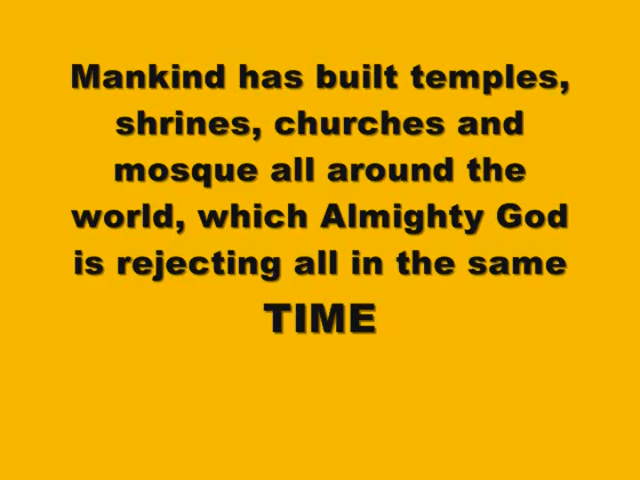 Mankind has built temples,
shrines, churches and
mosque all around the
world, which Almighty God
is rejecting all in the same
TIME